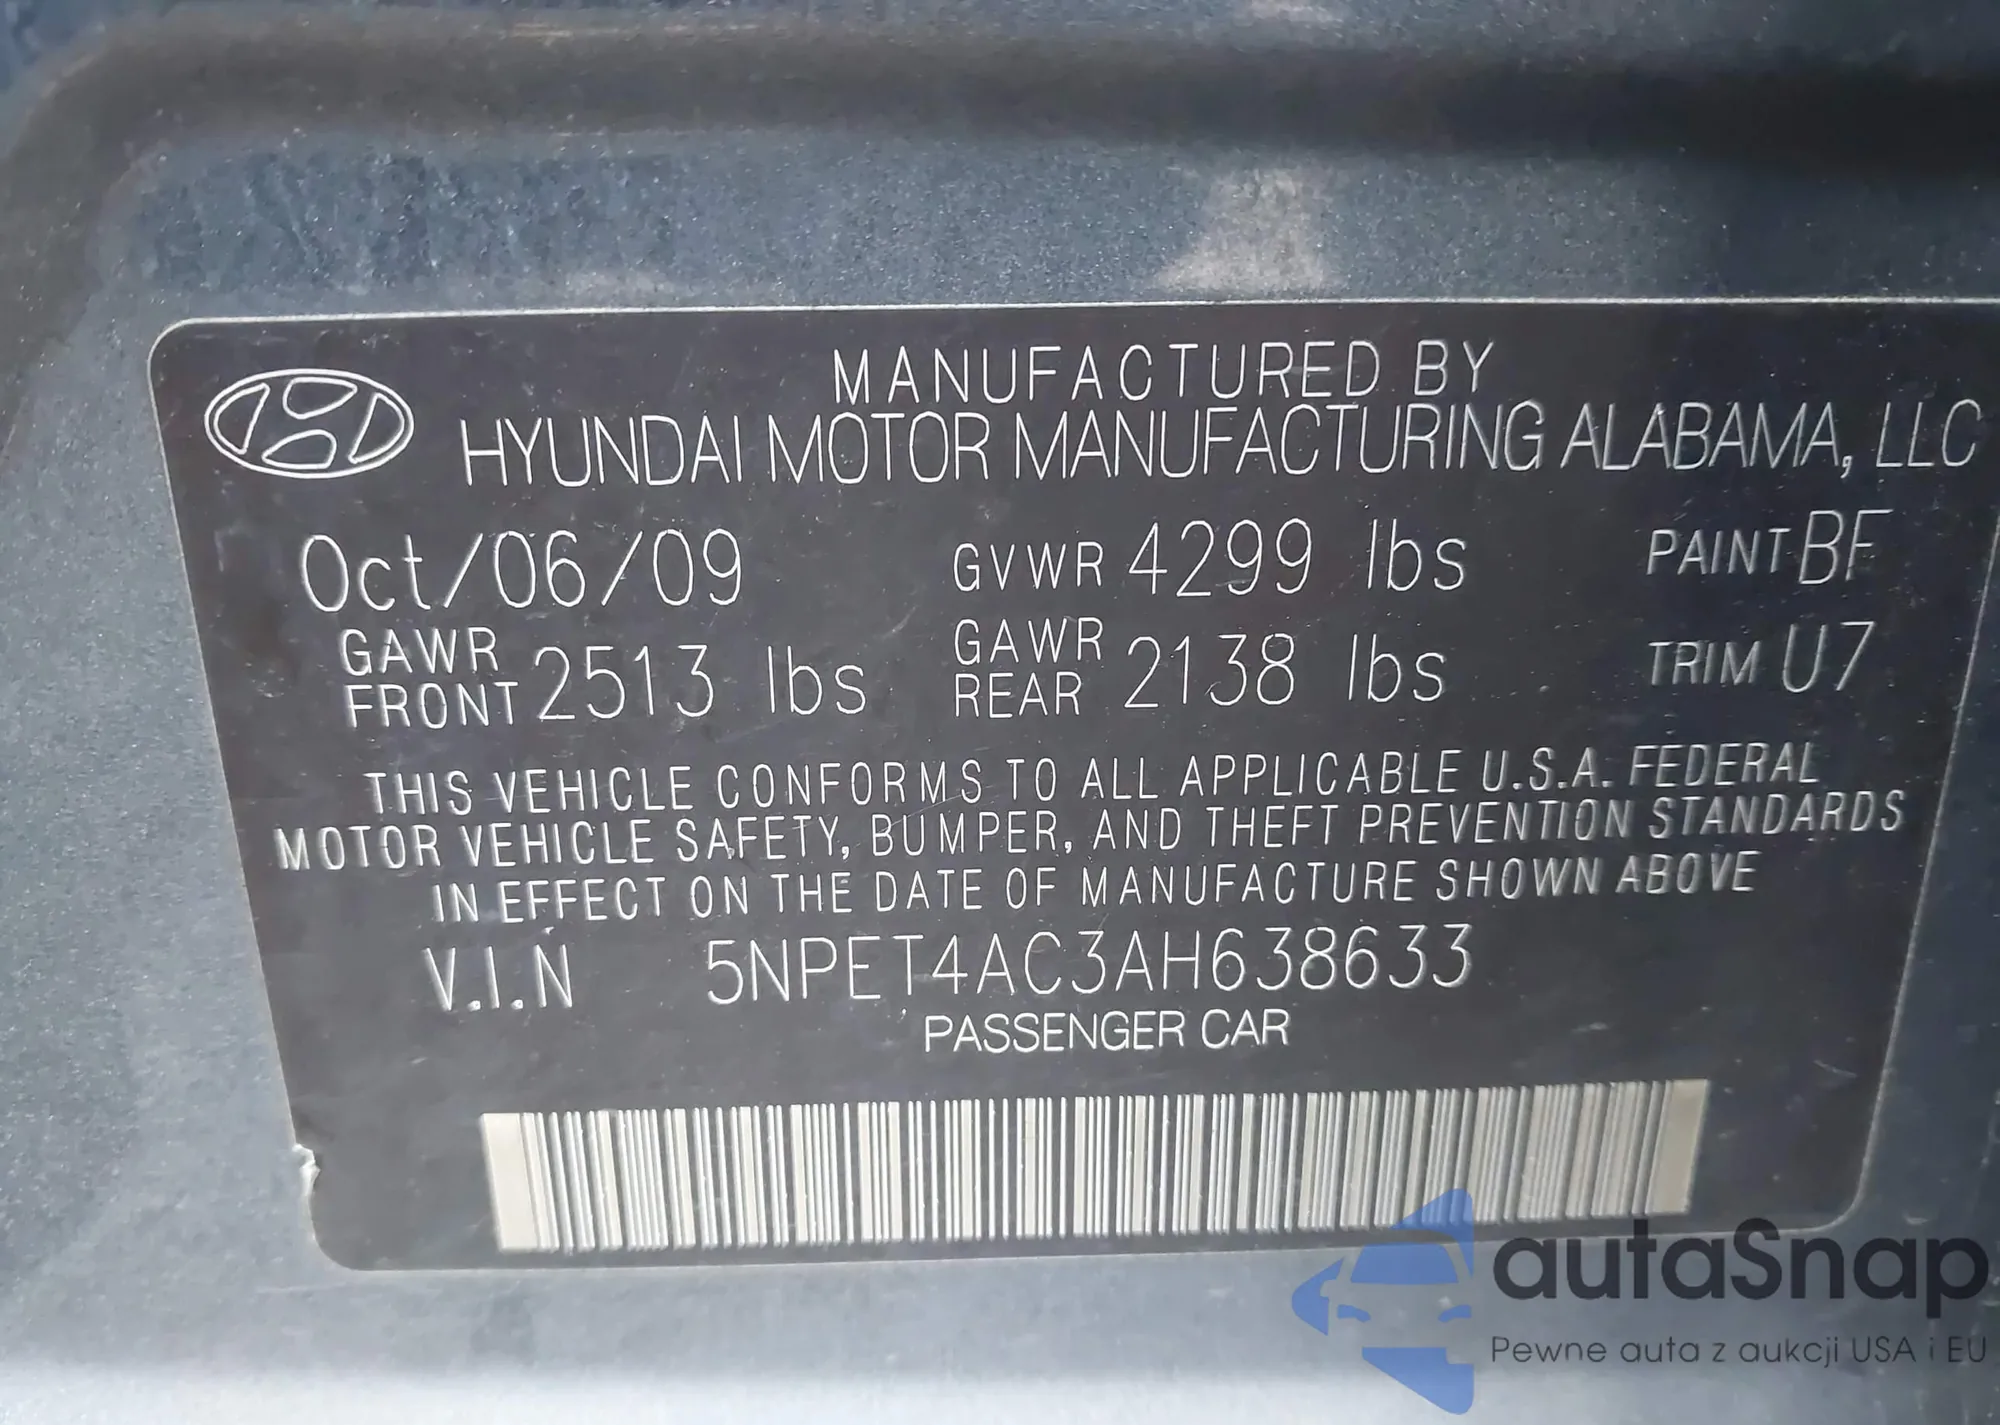 MANUFACTURED BY
HYUNDAI MOTOR MANUFACTURING ALABAMA, LLC
Oct/06/09 GVWR 4299 lbs PAINT BF
GAWR FRONT 2513 lbs GAWR REAR 2138 lbs TRIM U7
THIS VEHICLE CONFORMS TO ALL APPLICABLE U.S.A. FEDERAL
MOTOR VEHICLE SAFETY, BUMPER, AND THEFT PREVENTION STANDARDS
IN EFFECT ON THE DATE OF MANUFACTURE SHOWN ABOVE
V.I.N 5NPET4AC3AH638633
PASSENGER CAR
autaSnap
Pewne auta z aukcji USA i EU